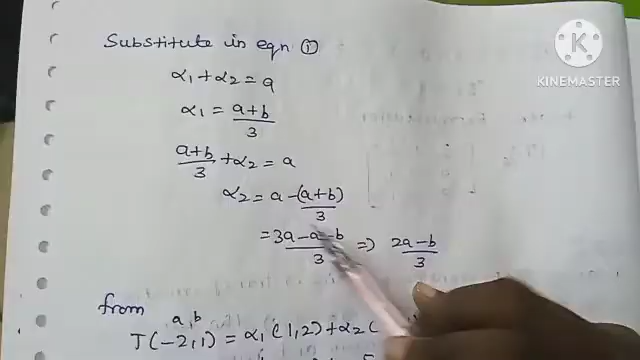 Substitute in eqn ①
α₁ + α₂ = a
α₁ = (a+b)/3
(a+b)/3 + α₂ = a
α₂ = a - (a+b)/3
= (3a-a-b)/3 ⇒ (2a-b)/3
from
a, b
T(-2,1) = α₁(1,2) + α₂(
K
KINEMASTER